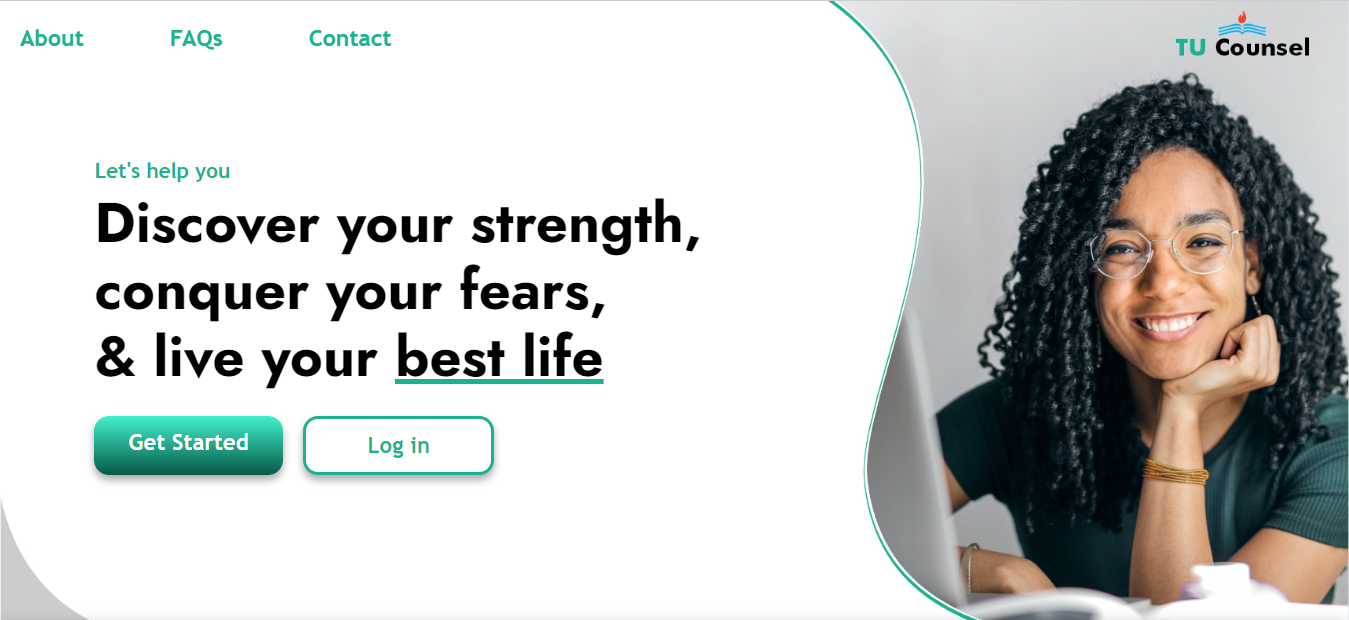 About FAQs Contact
TU Counsel
Let's help you
Discover your strength,
conquer your fears,
& live your best life
Get Started Log in